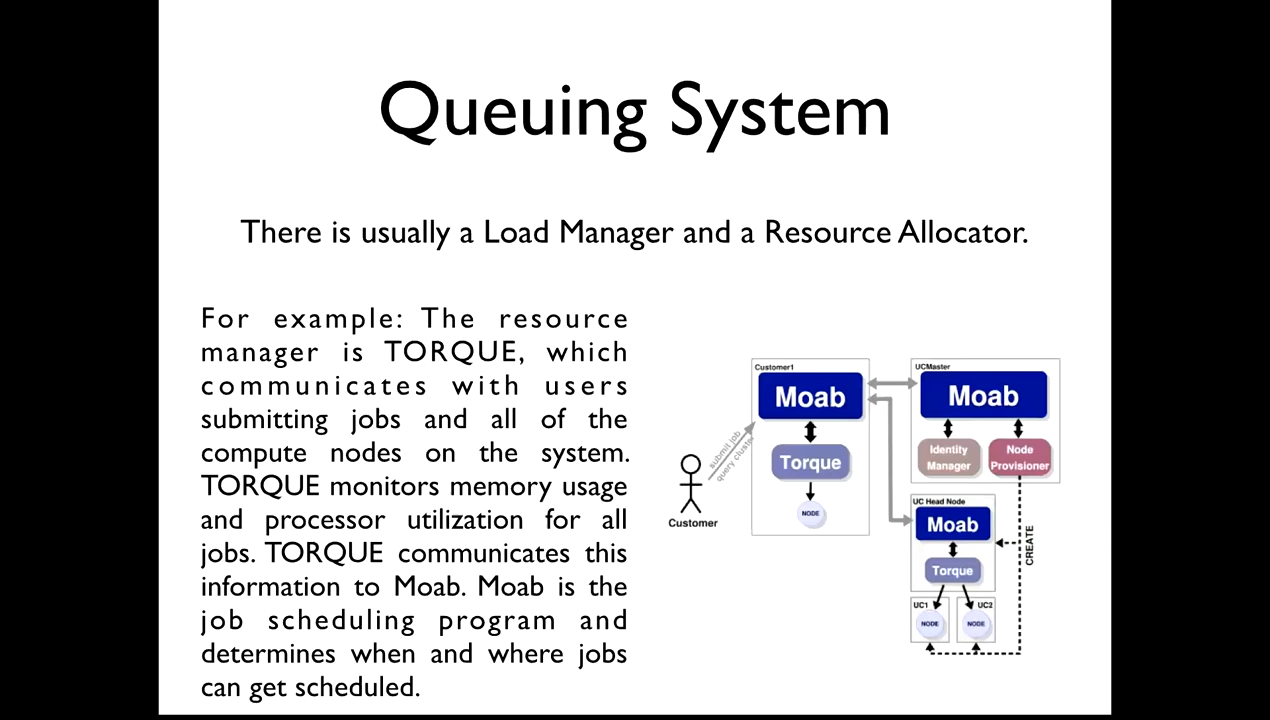 Queuing System
There is usually a Load Manager and a Resource Allocator.
For example: The resource
manager is TORQUE, which
communicates with users
submitting jobs and all of the
compute nodes on the system.
TORQUE monitors memory usage
and processor utilization for all
jobs. TORQUE communicates this
information to Moab. Moab is the
job scheduling program and
determines when and where jobs
can get scheduled.
Customer1
Moab
Torque
NODE
submit job
query cluster
Customer
UCMaster
Moab
Identity
Manager
Node
Provisioner
UC Head Node
Moab
Torque
CREATE
UC1
NODE
UC2
NODE